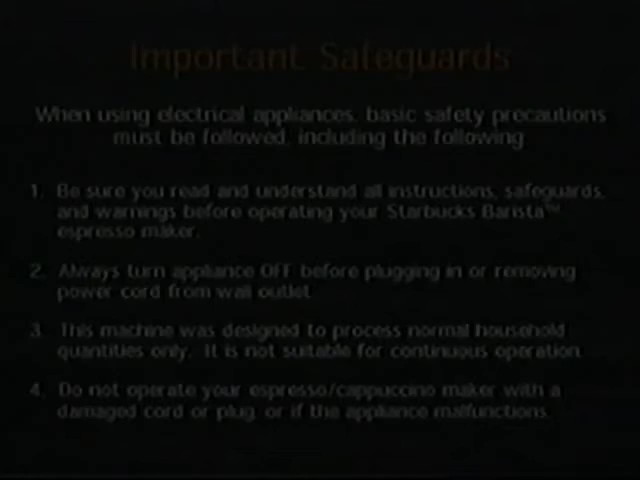 Important Safeguards
When using electrical appliances, basic safety precautions
must be followed, including the following
1. Be sure you read and understand all instructions, safeguards,
and warnings before operating your Starbucks Barista™
espresso maker.
2. Always turn appliance OFF before plugging in or removing
power cord from wall outlet.
3. This machine was designed to process normal household
quantities only. It is not suitable for continuous operation.
4. Do not operate your espresso/cappuccino maker with a
damaged cord or plug, or if the appliance malfunctions.